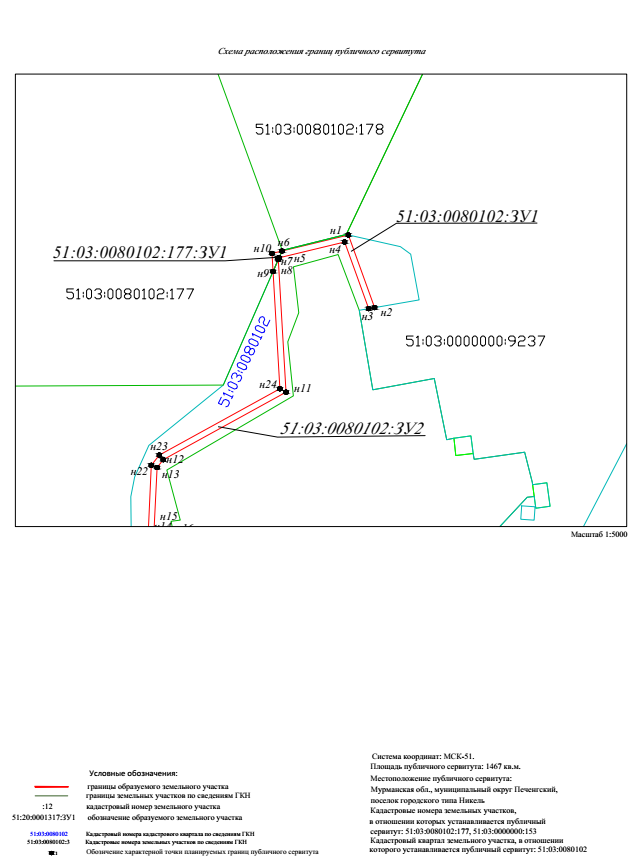 Схема расположения границ публичного сервитута
51:03:0080102:178
н1
51:03:0080102:ЗУ1
н6
н4
н10
51:03:0080102:177:ЗУ1
н7
н5
н9
н8
51:03:0080102:177
н3
н2
51:03:0000000:9237
51:03:0080102
н24
н11
51:03:0080102:ЗУ2
н23
н12
н22
н13
н15
Масштаб 1:5000
Условные обозначения:
границы образуемого земельного участка
границы земельных участков по сведениям ГКН
:12 кадастровый номер земельного участка
51:20:0001317:ЗУ1 обозначение образуемого земельного участка
51:03:0080102 Кадастровый номера кадастрового квартала по сведениям ГКН
51:03:0080102:3 Кадастровые номера земельных участков по сведениям ГКН
Обозначение характерной точки планируемых границ публичного сервитута
Система координат: МСК-51.
Площадь публичного сервитута: 1467 кв.м.
Местоположение публичного сервитута:
Мурманская обл., муниципальный округ Печенгский,
поселок городского типа Никель
Кадастровые номера земельных участков,
в отношении которых устанавливается публичный
сервитут: 51:03:0080102:177, 51:03:0000000:153
Кадастровый квартал земельного участка, в отношении
которого устанавливается публичный сервитут: 51:03:0080102